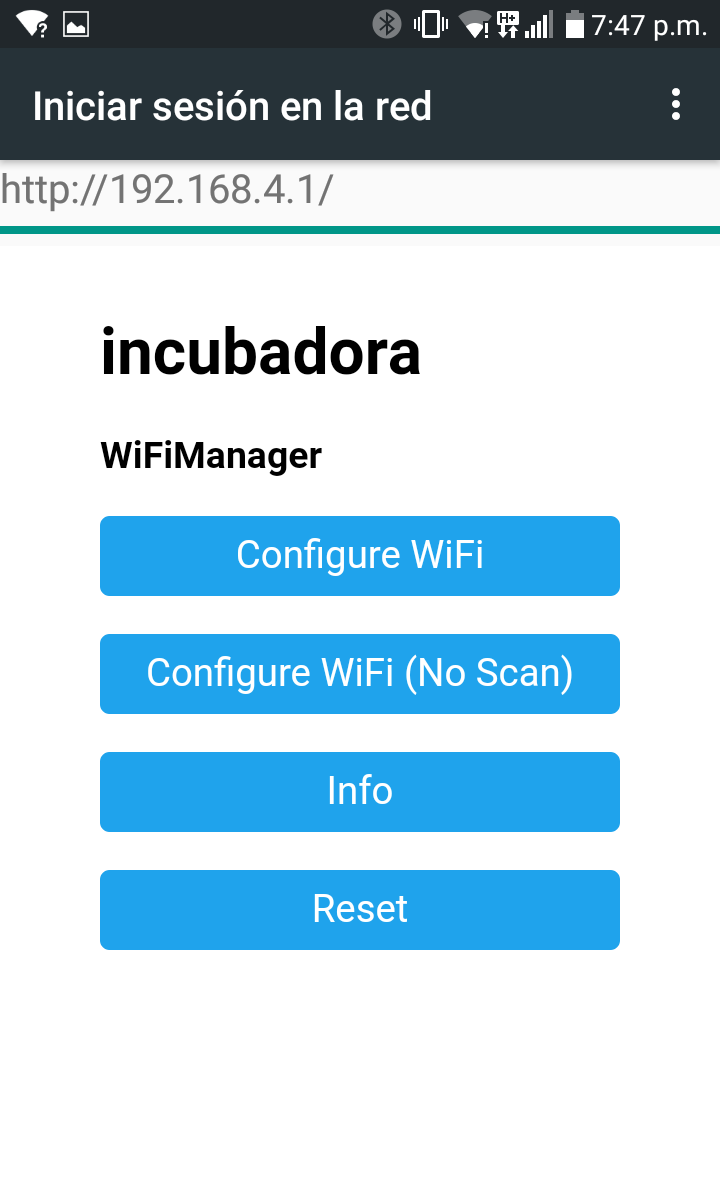 7:47 p.m.
Iniciar sesión en la red
http://192.168.4.1/
incubadora
WiFiManager
Configure WiFi
Configure WiFi (No Scan)
Info
Reset